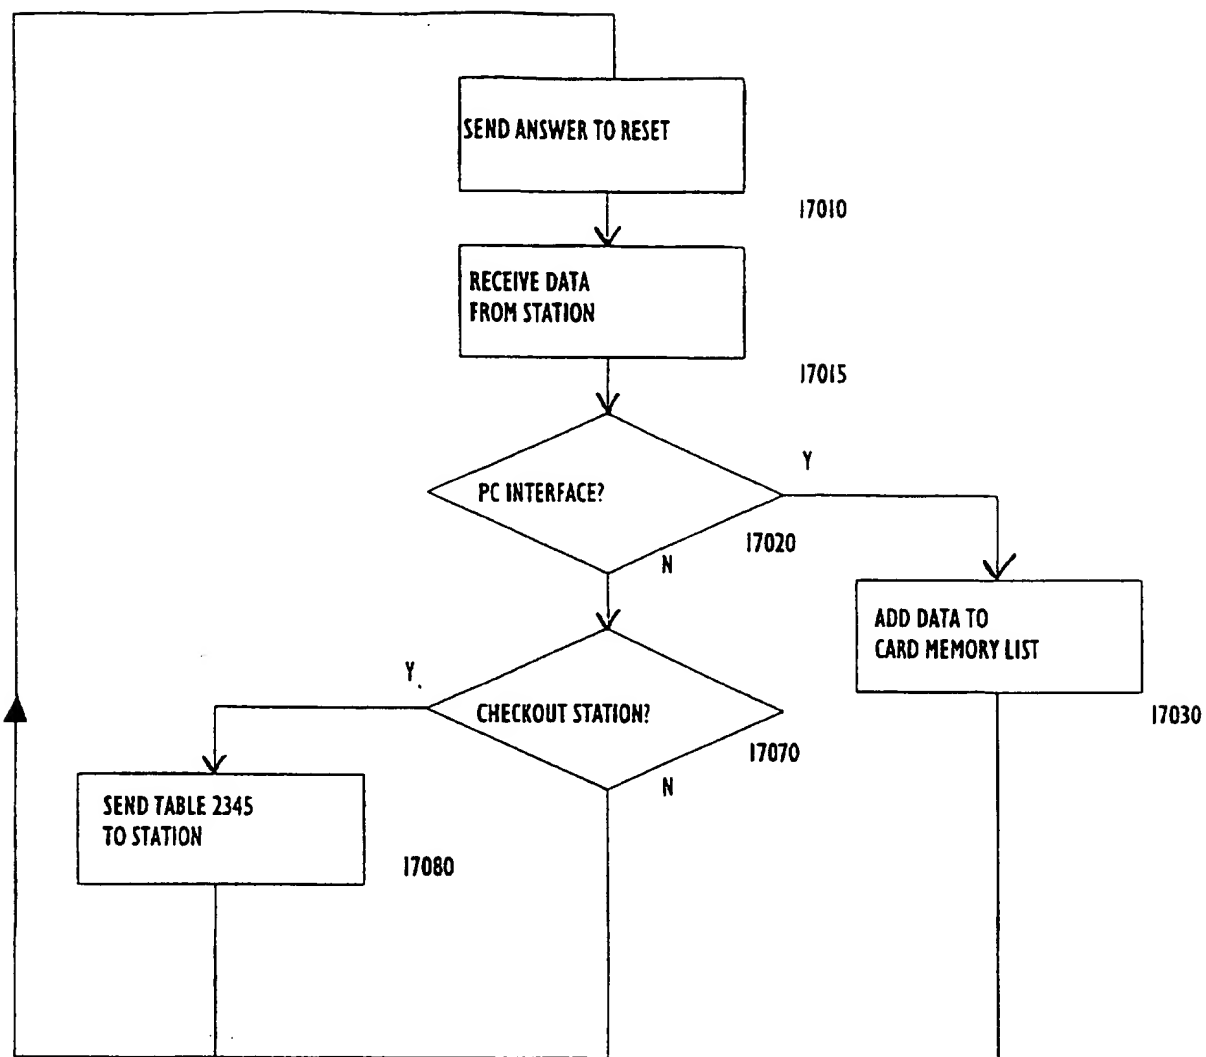 SEND ANSWER TO RESET
17010
RECEIVE DATA
FROM STATION
17015
PC INTERFACE?
Y
17020
N
ADD DATA TO
CARD MEMORY LIST
17030
CHECKOUT STATION?
Y
17070
N
SEND TABLE 2345
TO STATION
17080